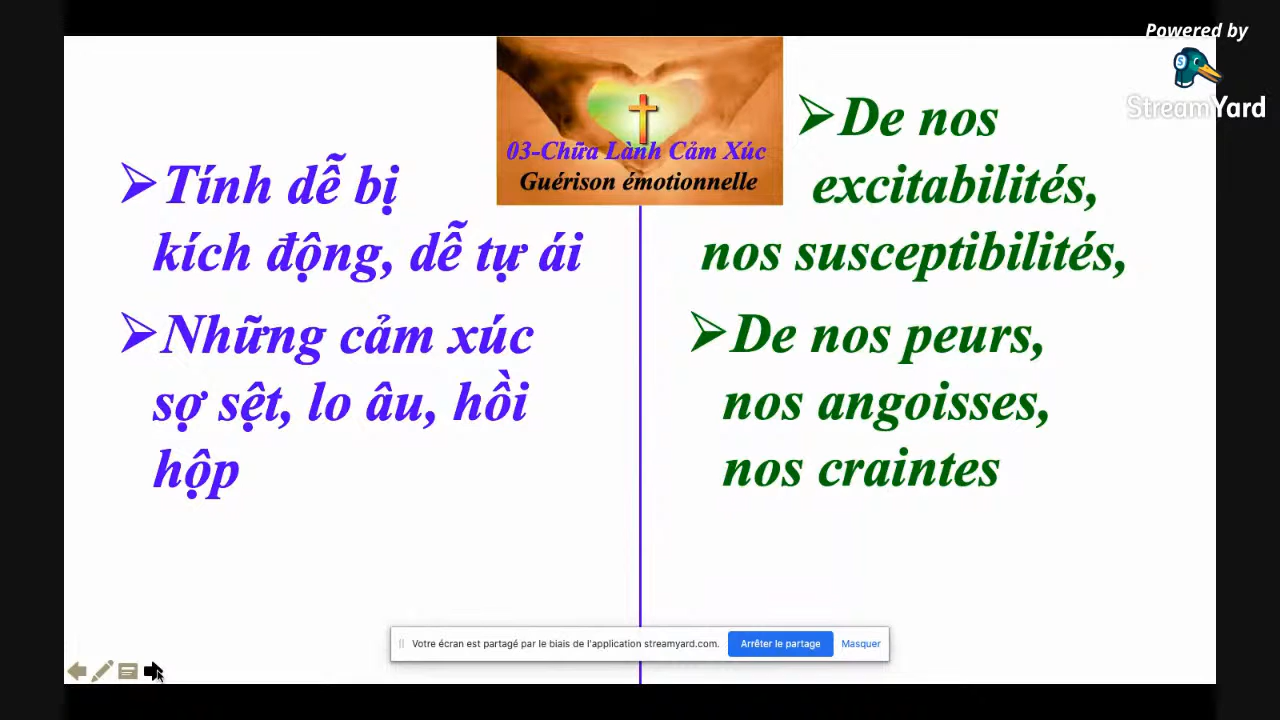 Powered by
StreamYard
03-Chữa Lành Cảm Xúc
Guérison émotionnelle
Tính dễ bị
kích động, dễ tự ái
Những cảm xúc
sợ sệt, lo âu, hồi
hộp
De nos
excitabilités,
nos susceptibilités,
De nos peurs,
nos angoisses,
nos craintes
Votre écran est partagé par le biais de l'application streamyard.com.
Arrêter le partage
Masquer